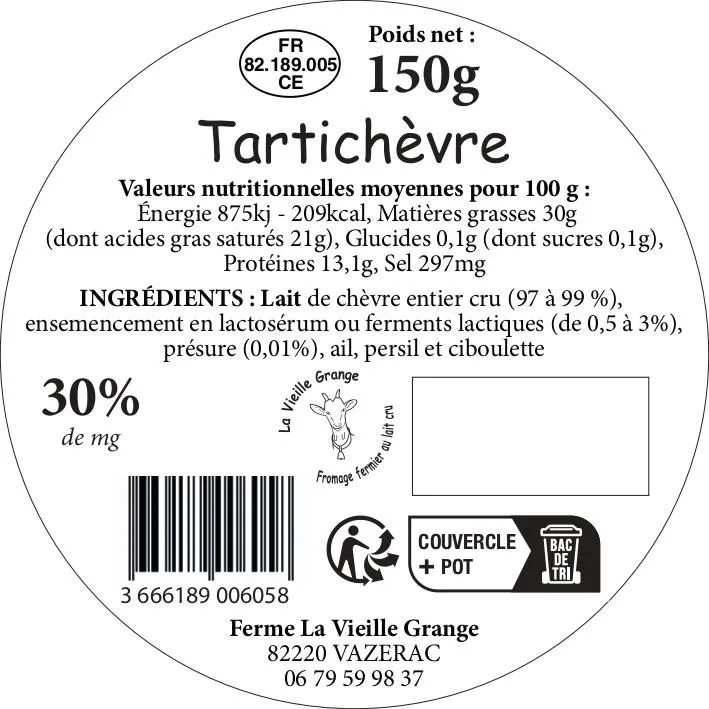 FR
82.189.005
CE
Poids net :
150g
Tartichèvre
Valeurs nutritionnelles moyennes pour 100 g :
Énergie 875kj - 209kcal, Matières grasses 30g
(dont acides gras saturés 21g), Glucides 0,1g (dont sucres 0,1g),
Protéines 13,1g, Sel 297mg
INGRÉDIENTS : Lait de chèvre entier cru (97 à 99 %),
ensemencement en lactosérum ou ferments lactiques (de 0,5 à 3%),
présure (0,01%), ail, persil et ciboulette
30%
de mg
La Vieille Grange
Fromage fermier au lait cru
3 666189 006058
COUVERCLE
+ POT
BAC
DE
TRI
Ferme La Vieille Grange
82220 VAZERAC
06 79 59 98 37